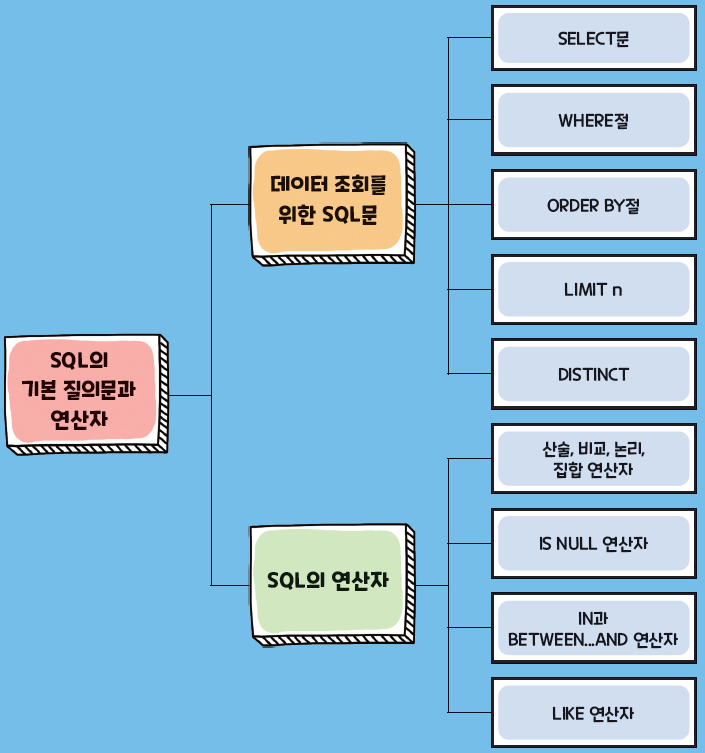 SQL의
기본 질의문과
연산자
데이터 조회를
위한 SQL문
SELECT문
WHERE절
ORDER BY절
LIMIT n
DISTINCT
SQL의 연산자
산술, 비교, 논리,
집합 연산자
IS NULL 연산자
IN과
BETWEEN...AND 연산자
LIKE 연산자